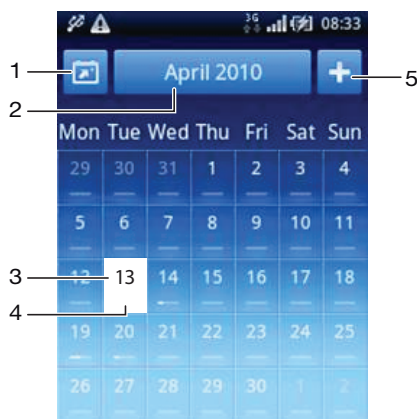 3G 08:33
1 April 2010 + 5
2
Mon Tue Wed Thu Fri Sat Sun
29 30 31 1 2 3 4
5 6 7 8 9 10 11
3 12 13 14 15 16 17 18
4
19 20 21 22 23 24 25
26 27 28 29 30 1 2